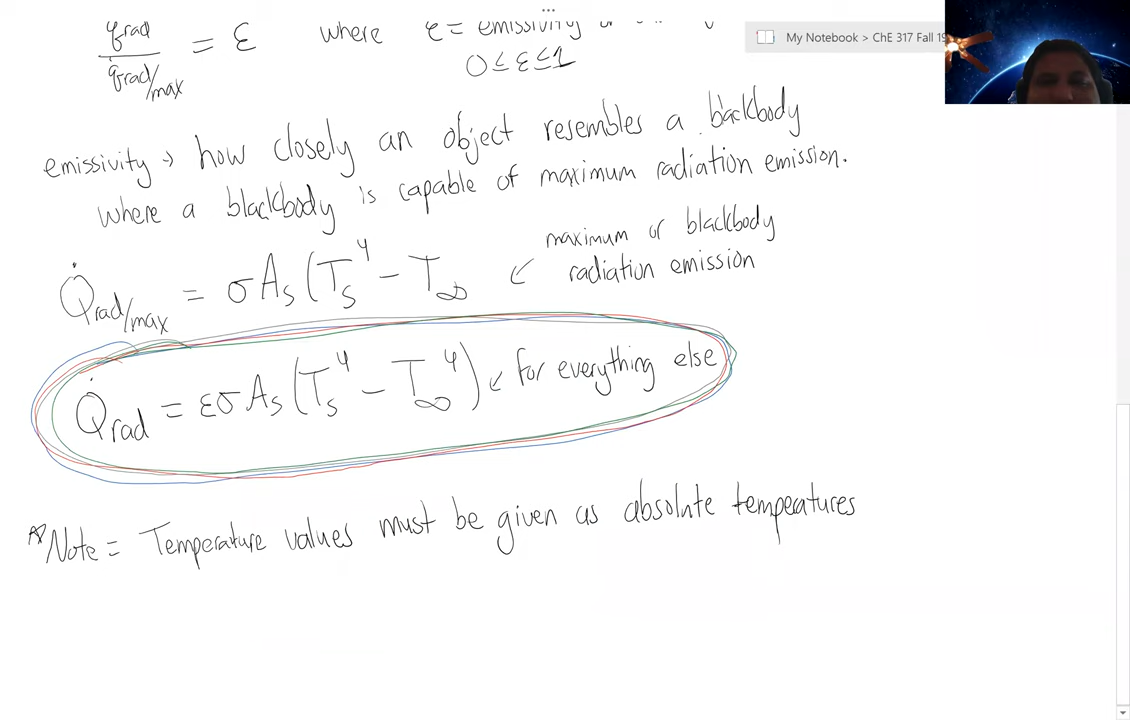 q̇rad/q̇rad/max = ε where ε = emissivity
0 ≤ ε ≤ 1
My Notebook > ChE 317 Fall 19
emissivity → how closely an object resembles a blackbody
where a blackbody is capable of maximum radiation emission.
Q̇rad/max = σAs(Ts⁴ − T∞ ← maximum or blackbody
radiation emission
Q̇rad = εσAs(Ts⁴ − T∞⁴) ← for everything else
Note = Temperature values must be given as absolute tempeatures